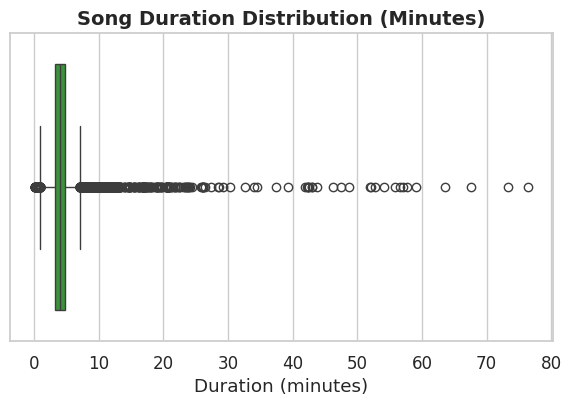 Song Duration Distribution (Minutes)
0 10 20 30 40 50 60 70 80
Duration (minutes)